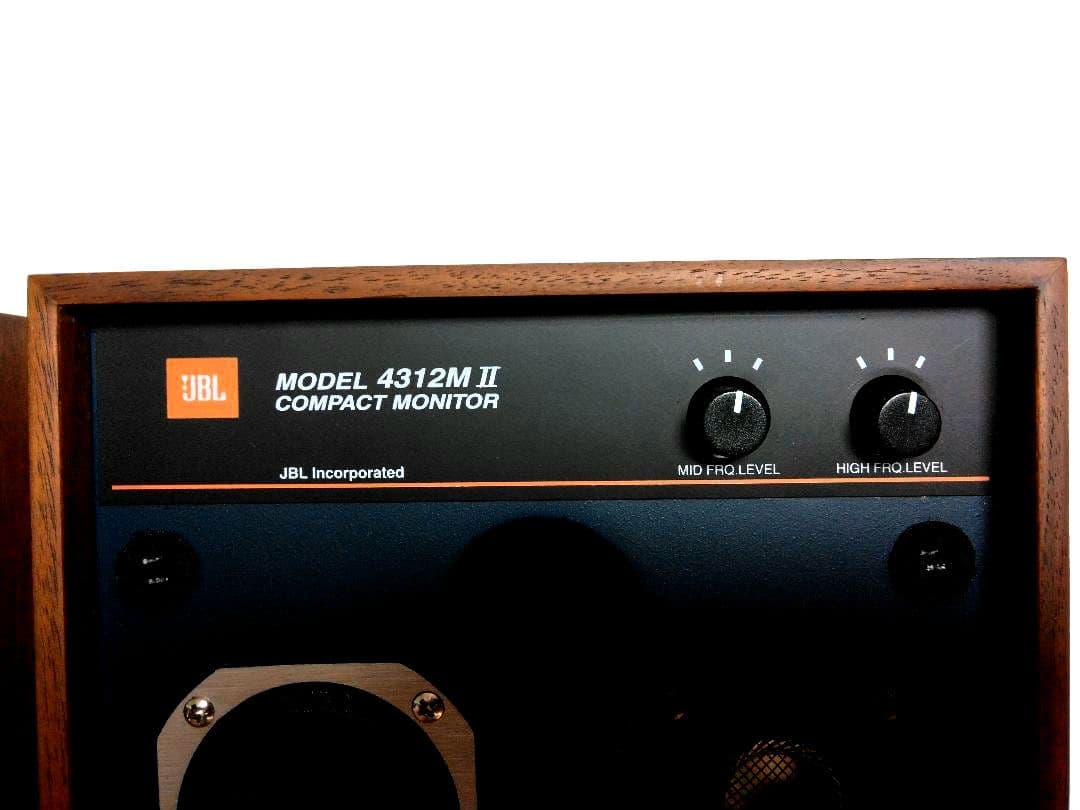 JBL
MODEL 4312M II
COMPACT MONITOR
JBL Incorporated
MID FRQ.LEVEL
HIGH FRQ.LEVEL